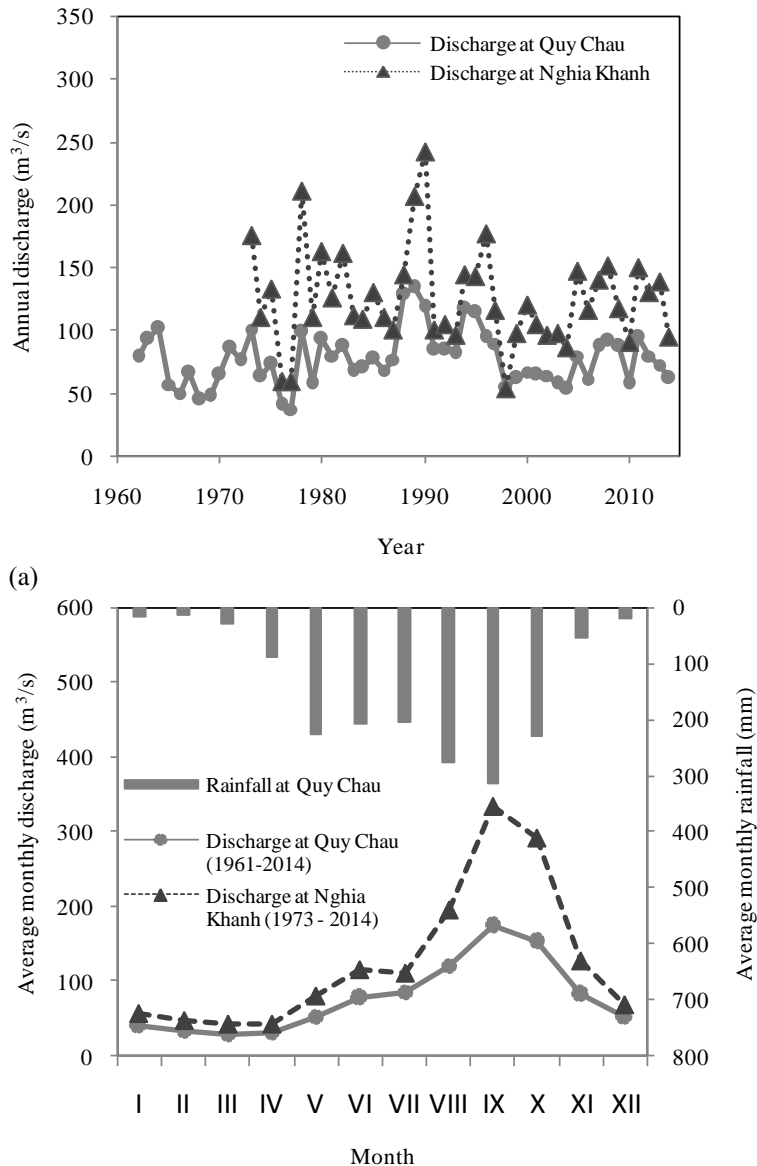 350
300
250
200
150
100
50
0
Annual discharge (m³/s)
Discharge at Quy Chau
Discharge at Nghia Khanh
1960 1970 1980 1990 2000 2010
Year
(a)
600
500
400
300
200
100
0
Average monthly discharge (m³/s)
Rainfall at Quy Chau
Discharge at Quy Chau
(1961-2014)
Discharge at Nghia
Khanh (1973 - 2014)
0
100
200
300
400
500
600
700
800
Average monthly rainfall (mm)
I II III IV V VI VII VIII IX X XI XII
Month